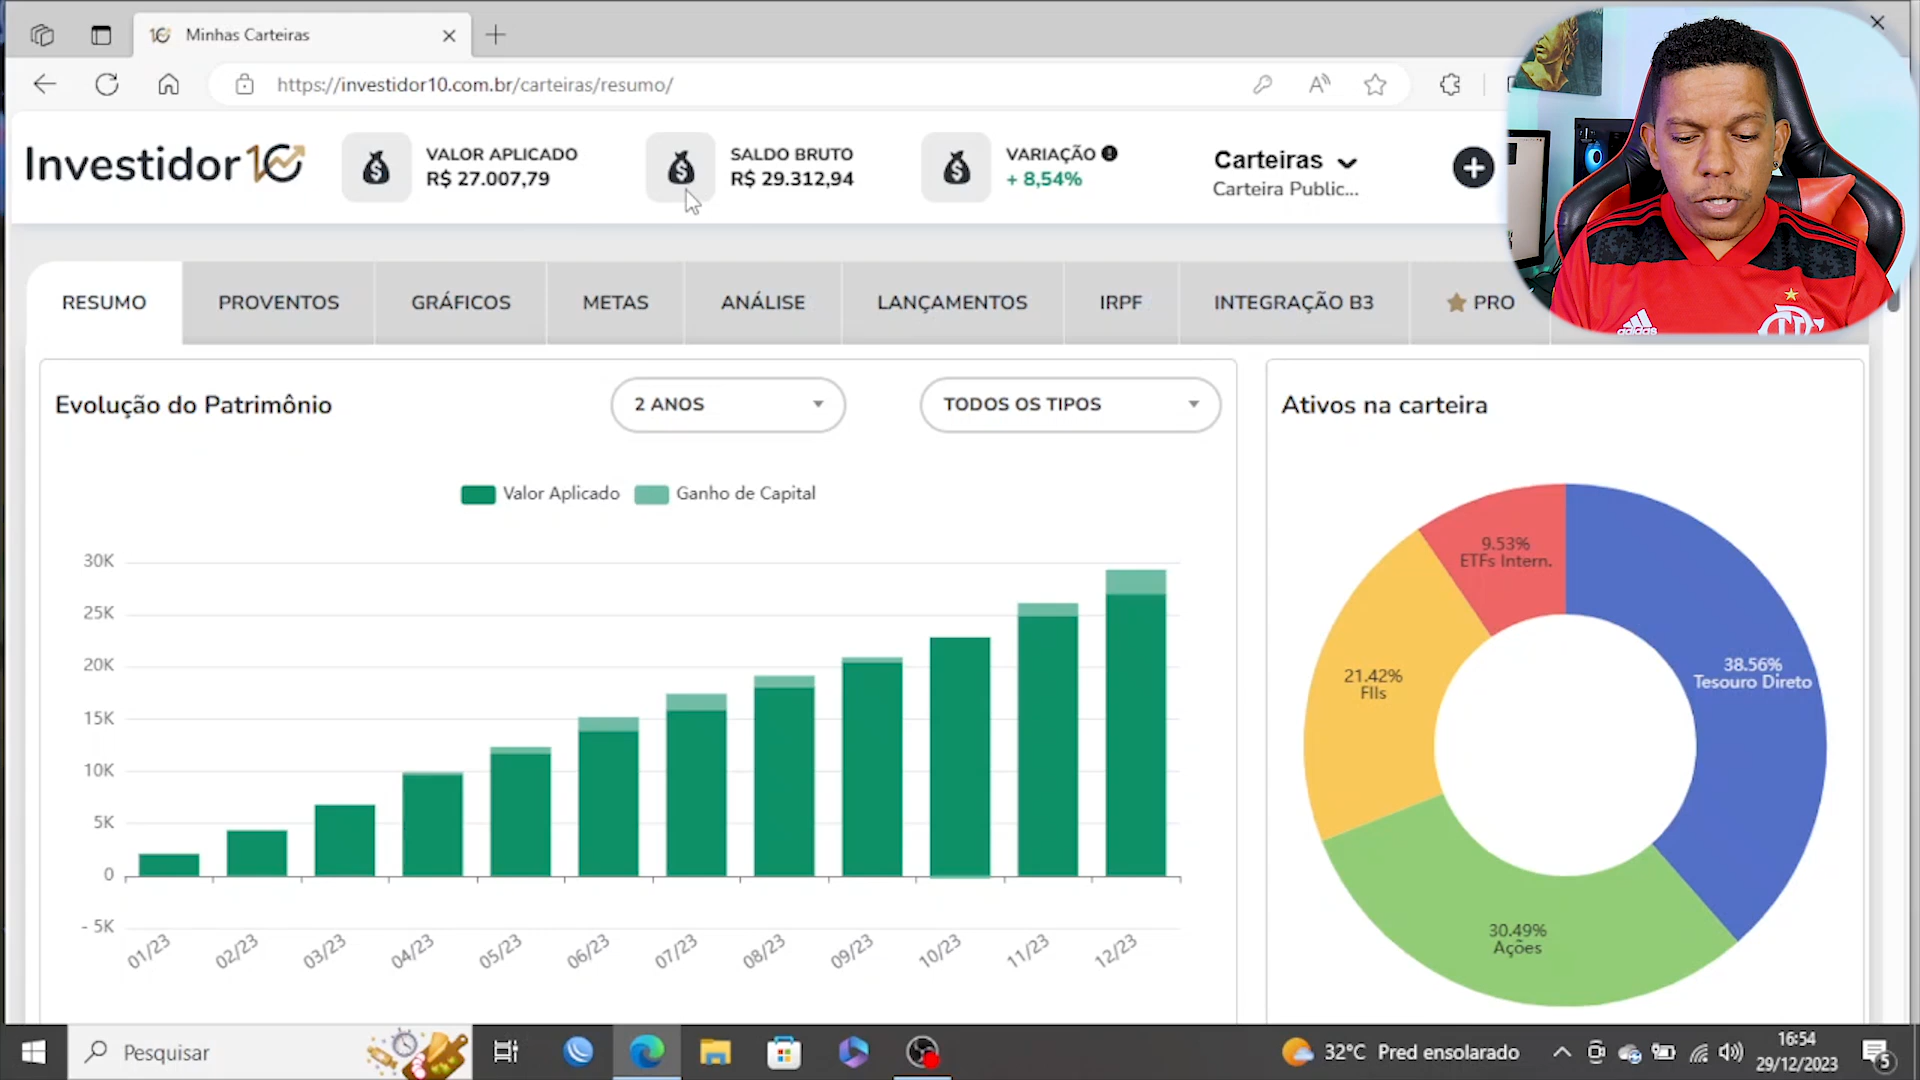 Minhas Carteiras
https://investidor10.com.br/carteiras/resumo/
Investidor 10
VALOR APLICADO
R$ 27.007,79
SALDO BRUTO
R$ 29.312,94
VARIAÇÃO
+ 8,54%
Carteiras
Carteira Public...
RESUMO
PROVENTOS
GRÁFICOS
METAS
ANÁLISE
LANÇAMENTOS
IRPF
INTEGRAÇÃO B3
PRO
adidas
Evolução do Patrimônio
2 ANOS
TODOS OS TIPOS
Valor Aplicado
Ganho de Capital
30K
25K
20K
15K
10K
5K
0
- 5K
01/23
02/23
03/23
04/23
05/23
06/23
07/23
08/23
09/23
10/23
11/23
12/23
Ativos na carteira
9.53%
ETFs Intern.
38.56%
Tesouro Direto
21.42%
FIIs
30.49%
Ações
Pesquisar
32°C Pred ensolarado
16:54
29/12/2023
5